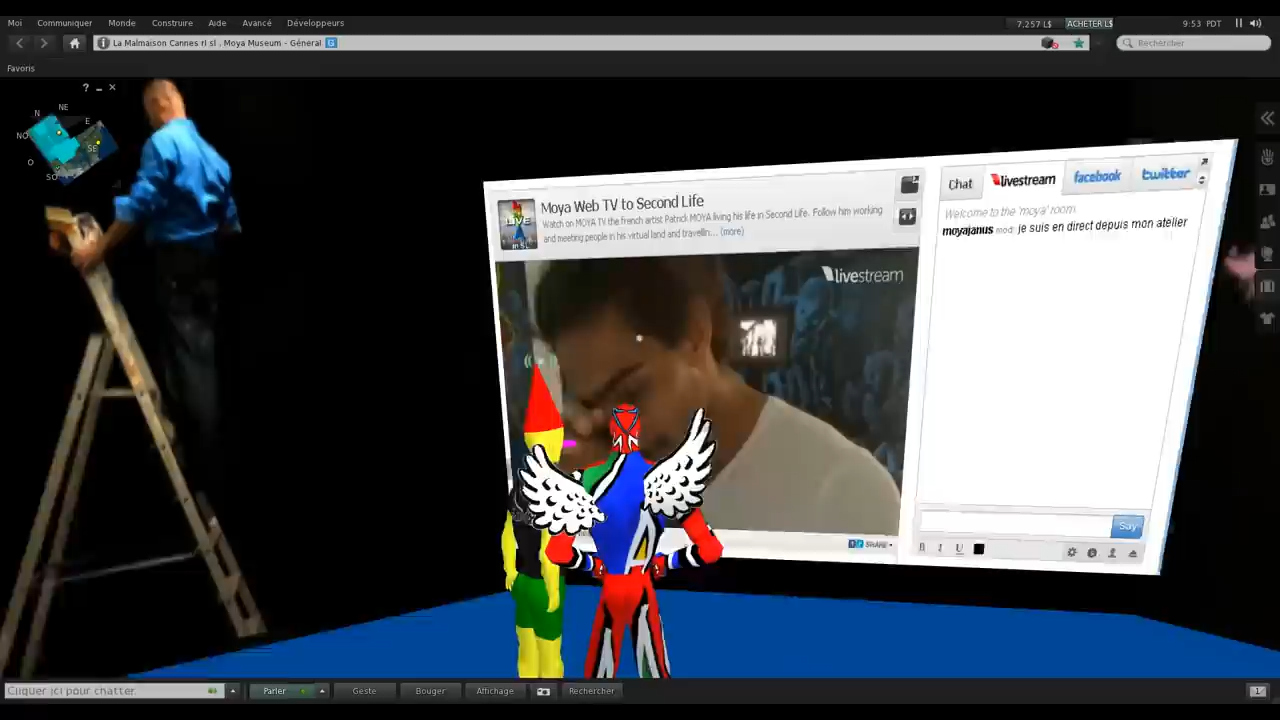 Moi Communiquer Monde Construire Aide Avancé Développeurs 7,257 L$ ACHETER L$ 9:53 PDT
La Malmaison Cannes rl sl , Moya Museum - Général G Rechercher
Favoris
? 
N NE E SE SO O NO
Moya Web TV to Second Life
Watch on MOYA TV the french artist Patrick MOYA living his life in Second Life. Follow him working
and meeting people in his virtual land and travellin... (more)
LIVE
in SL
livestream
SHARE
Chat livestream facebook twitter
Welcome to the 'moya' room.
moyajanus mod: je suis en direct depuis mon atelier
Say
B I U
A
Cliquer ici pour chatter. Parler Geste Bouger Affichage Rechercher